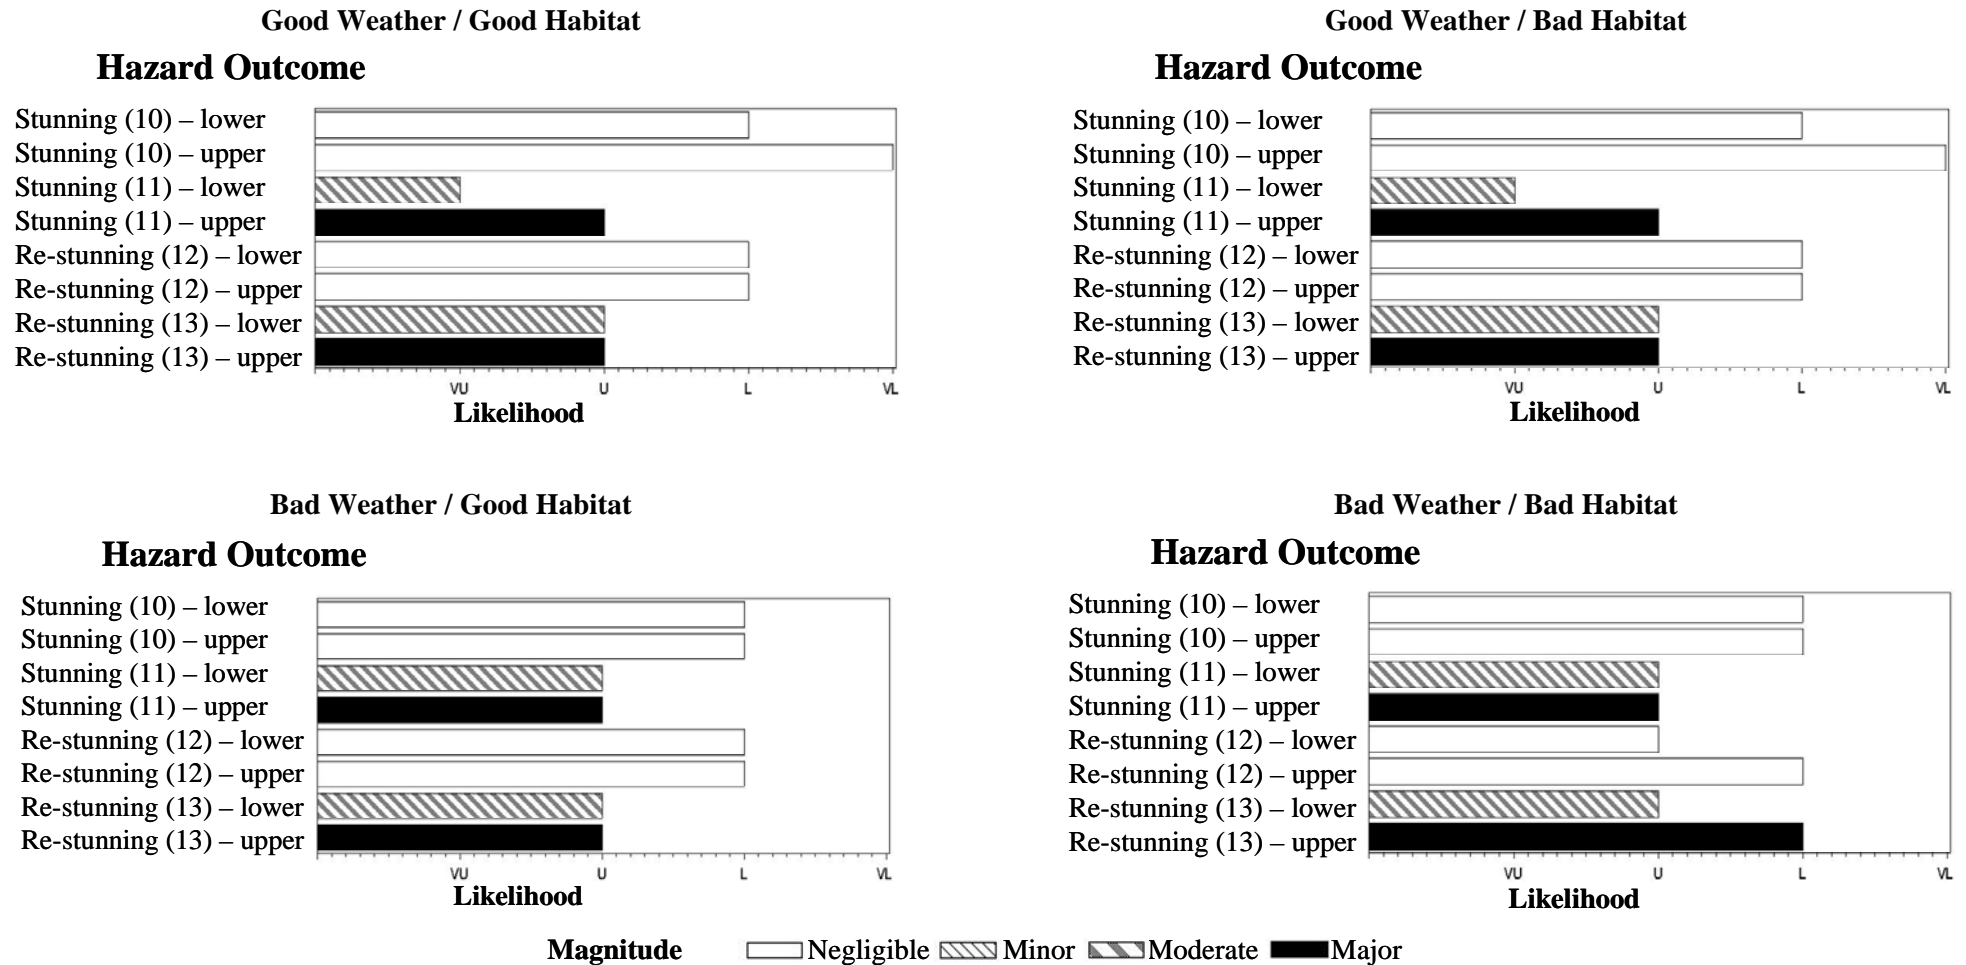 Good Weather / Good Habitat
Hazard Outcome
Stunning (10) – lower
Stunning (10) – upper
Stunning (11) – lower
Stunning (11) – upper
Re-stunning (12) – lower
Re-stunning (12) – upper
Re-stunning (13) – lower
Re-stunning (13) – upper
VU U L VL
Likelihood
Good Weather / Bad Habitat
Hazard Outcome
Stunning (10) – lower
Stunning (10) – upper
Stunning (11) – lower
Stunning (11) – upper
Re-stunning (12) – lower
Re-stunning (12) – upper
Re-stunning (13) – lower
Re-stunning (13) – upper
VU U L VL
Likelihood
Bad Weather / Good Habitat
Hazard Outcome
Stunning (10) – lower
Stunning (10) – upper
Stunning (11) – lower
Stunning (11) – upper
Re-stunning (12) – lower
Re-stunning (12) – upper
Re-stunning (13) – lower
Re-stunning (13) – upper
VU U L VL
Likelihood
Bad Weather / Bad Habitat
Hazard Outcome
Stunning (10) – lower
Stunning (10) – upper
Stunning (11) – lower
Stunning (11) – upper
Re-stunning (12) – lower
Re-stunning (12) – upper
Re-stunning (13) – lower
Re-stunning (13) – upper
VU U L VL
Likelihood
Magnitude Negligible Minor Moderate Major